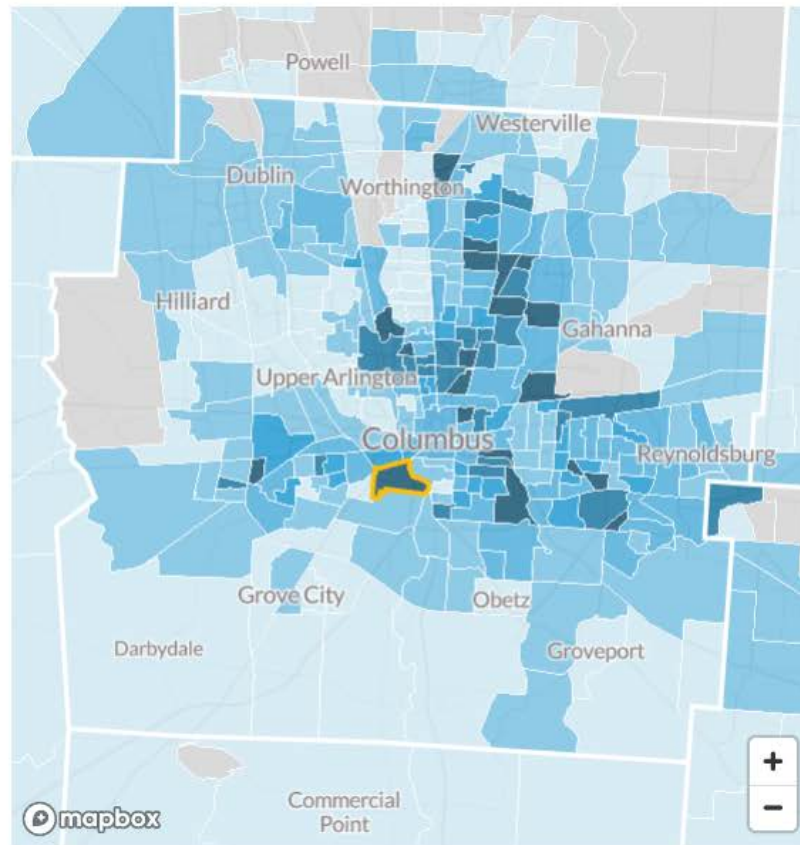 Powell
Westerville
Dublin
Worthington
Hilliard
Gahanna
Upper Arlington
Columbus
Reynoldsburg
Grove City
Obetz
Darbydale
Groveport
+
−
Commercial
Point
mapbox